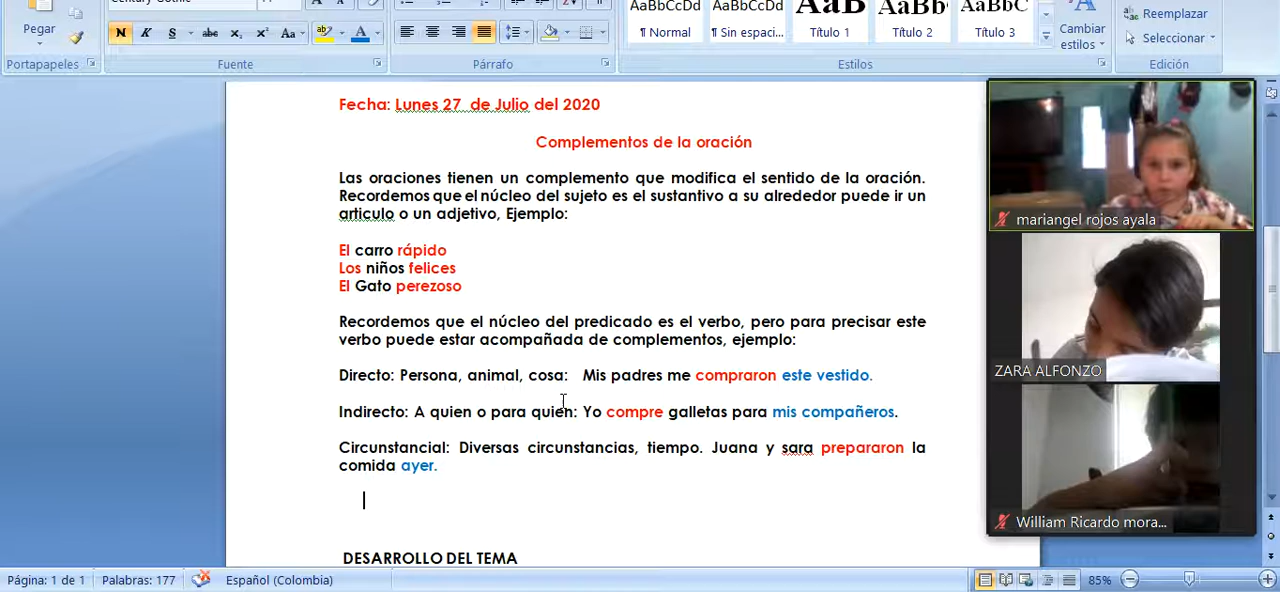 Pegar
Portapapeles
N K S abc x₂ x² Aa
Fuente
Párrafo
AaBbCcDd AaBbCcDd AaB AaBb AaBbC
¶ Normal ¶ Sin espaci... Título 1 Título 2 Título 3
Estilos
Cambiar
estilos
Reemplazar
Seleccionar
Edición
Fecha: Lunes 27 de Julio del 2020
Complementos de la oración
Las oraciones tienen un complemento que modifica el sentido de la oración.
Recordemos que el núcleo del sujeto es el sustantivo a su alrededor puede ir un
articulo o un adjetivo, Ejemplo:
El carro rápido
Los niños felices
El Gato perezoso
Recordemos que el núcleo del predicado es el verbo, pero para precisar este
verbo puede estar acompañada de complementos, ejemplo:
Directo: Persona, animal, cosa: Mis padres me compraron este vestido.
Indirecto: A quien o para quien: Yo compre galletas para mis compañeros.
Circunstancial: Diversas circunstancias, tiempo. Juana y sara prepararon la
comida ayer.
DESARROLLO DEL TEMA
mariangel rojos ayala
ZARA ALFONZO
William Ricardo mora...
Página: 1 de 1 Palabras: 177 Español (Colombia) 85%